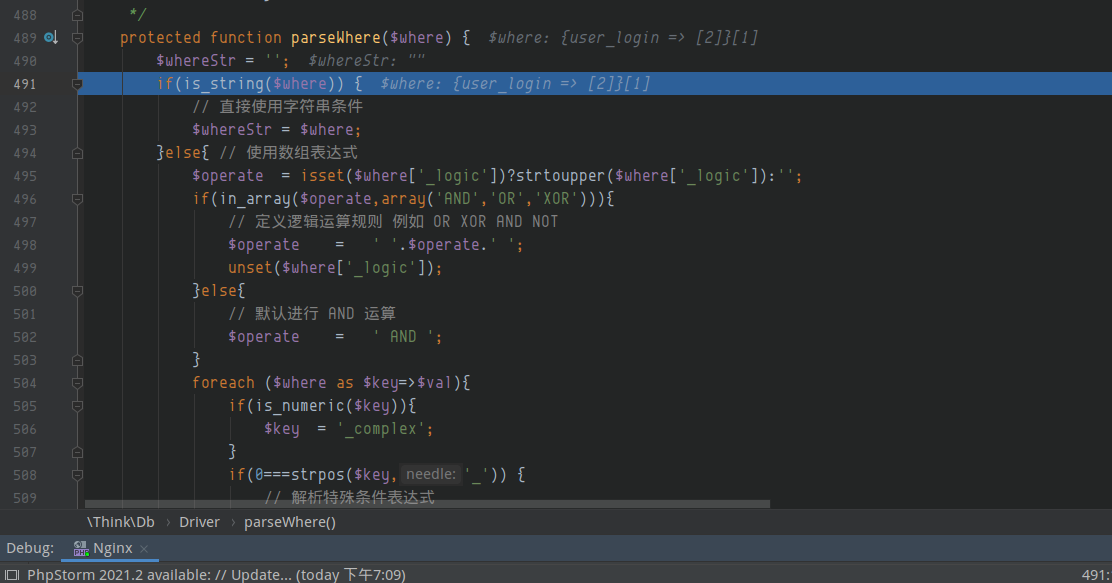 488 */
489 protected function parseWhere($where) { $where: {user_login => [2]}[1]
490 $whereStr = ''; $whereStr: ""
491 if(is_string($where)) { $where: {user_login => [2]}[1]
492 // 直接使用字符串条件
493 $whereStr = $where;
494 }else{ // 使用数组表达式
495 $operate  = isset($where['_logic'])?strtoupper($where['_logic']):'';
496 if(in_array($operate,array('AND','OR','XOR'))){
497 // 定义逻辑运算规则 例如 OR XOR AND NOT
498 $operate    =   ' '.$operate.' ';
499 unset($where['_logic']);
500 }else{
501 // 默认进行 AND 运算
502 $operate    =   ' AND ';
503 }
504 foreach ($where as $key=>$val){
505 if(is_numeric($key)){
506 $key  = '_complex';
507 }
508 if(0===strpos($key, needle: '_')) {
509 // 解析特殊条件表达式
\Think\Db › Driver › parseWhere()
Debug: Nginx ×
PhpStorm 2021.2 available: // Update... (today 下午7:09) 491: